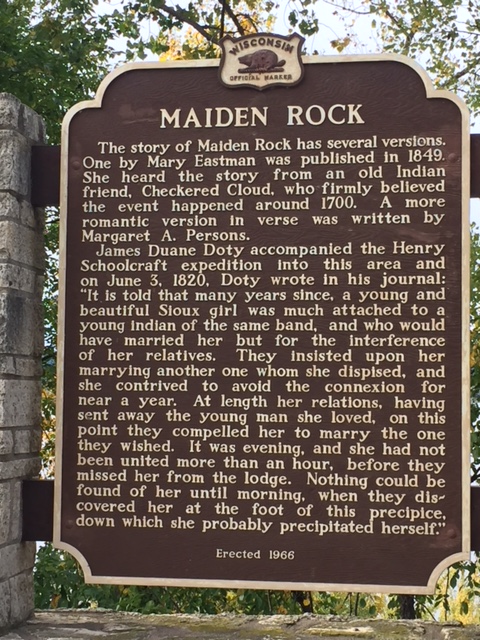 WISCONSIN
OFFICIAL MARKER
MAIDEN ROCK
The story of Maiden Rock has several versions.
One by Mary Eastman was published in 1849.
She heard the story from an old Indian
friend, Checkered Cloud, who firmly believed
the event happened around 1700. A more
romantic version in verse was written by
Margaret A. Persons.
James Duane Doty accompanied the Henry
Schoolcraft expedition into this area and
on June 3, 1820, Doty wrote in his journal:
"It is told that many years since, a young and
beautiful Sioux girl was much attached to a
young indian of the same band, and who would
have married her but for the interference
of her relatives. They insisted upon her
marrying another one whom she dispised, and
she contrived to avoid the connexion for
near a year. At length her relations, having
sent away the young man she loved, on this
point they compelled her to marry the one
they wished. It was evening, and she had not
been united more than an hour, before they
missed her from the lodge. Nothing could be
found of her until morning, when they dis-
covered her at the foot of this precipice,
down which she probably precipitated herself."
Erected 1966